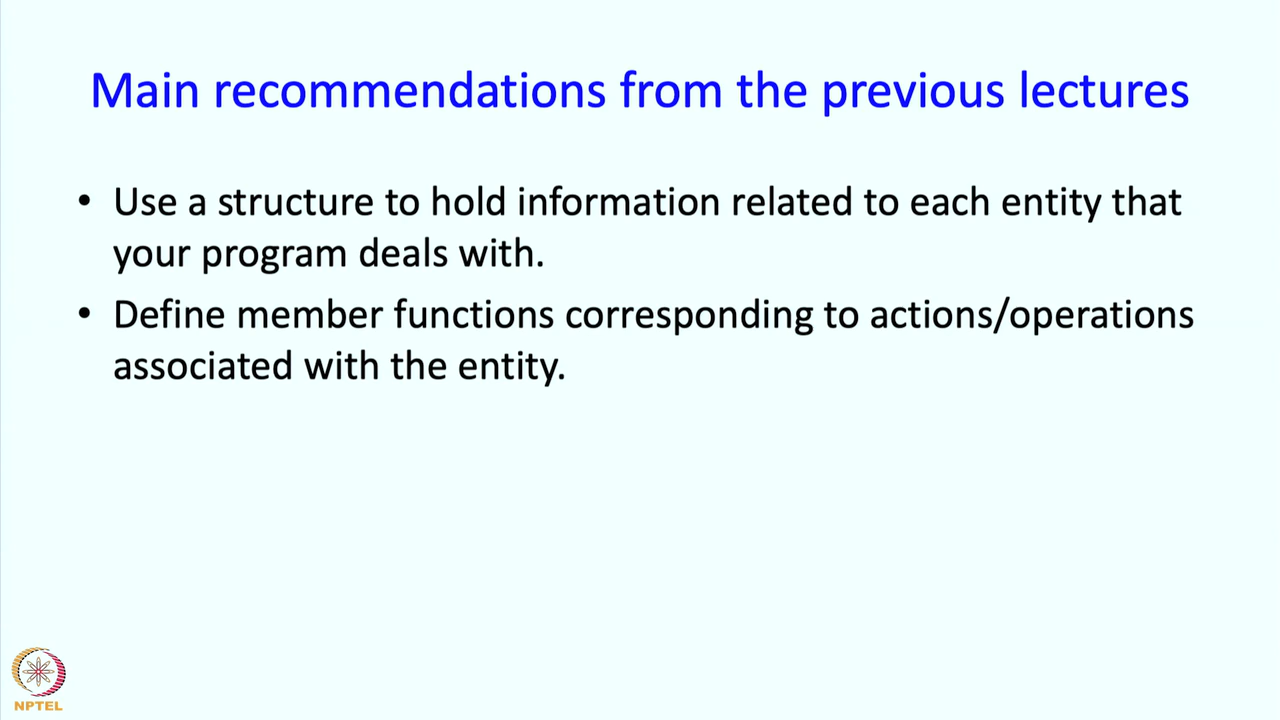 Main recommendations from the previous lectures
• Use a structure to hold information related to each entity that
your program deals with.
• Define member functions corresponding to actions/operations
associated with the entity.
NPTEL